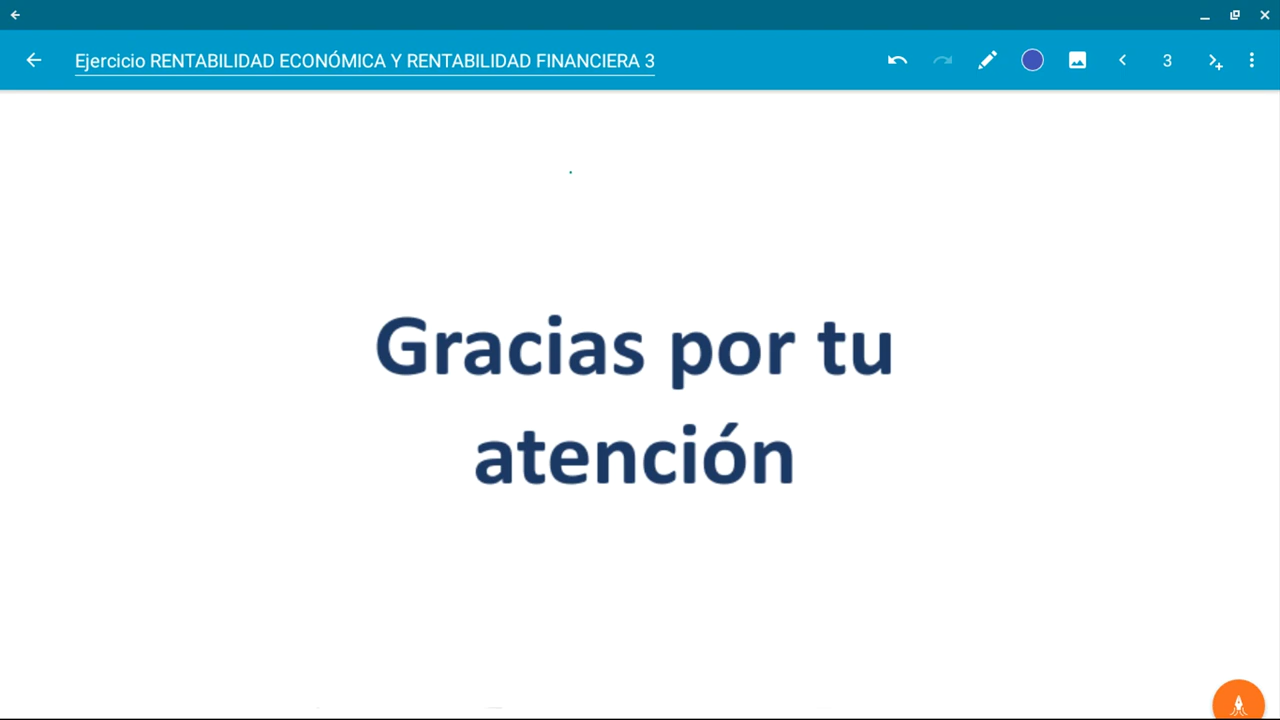 Ejercicio RENTABILIDAD ECONÓMICA Y RENTABILIDAD FINANCIERA 3
3
Gracias por tu
atención